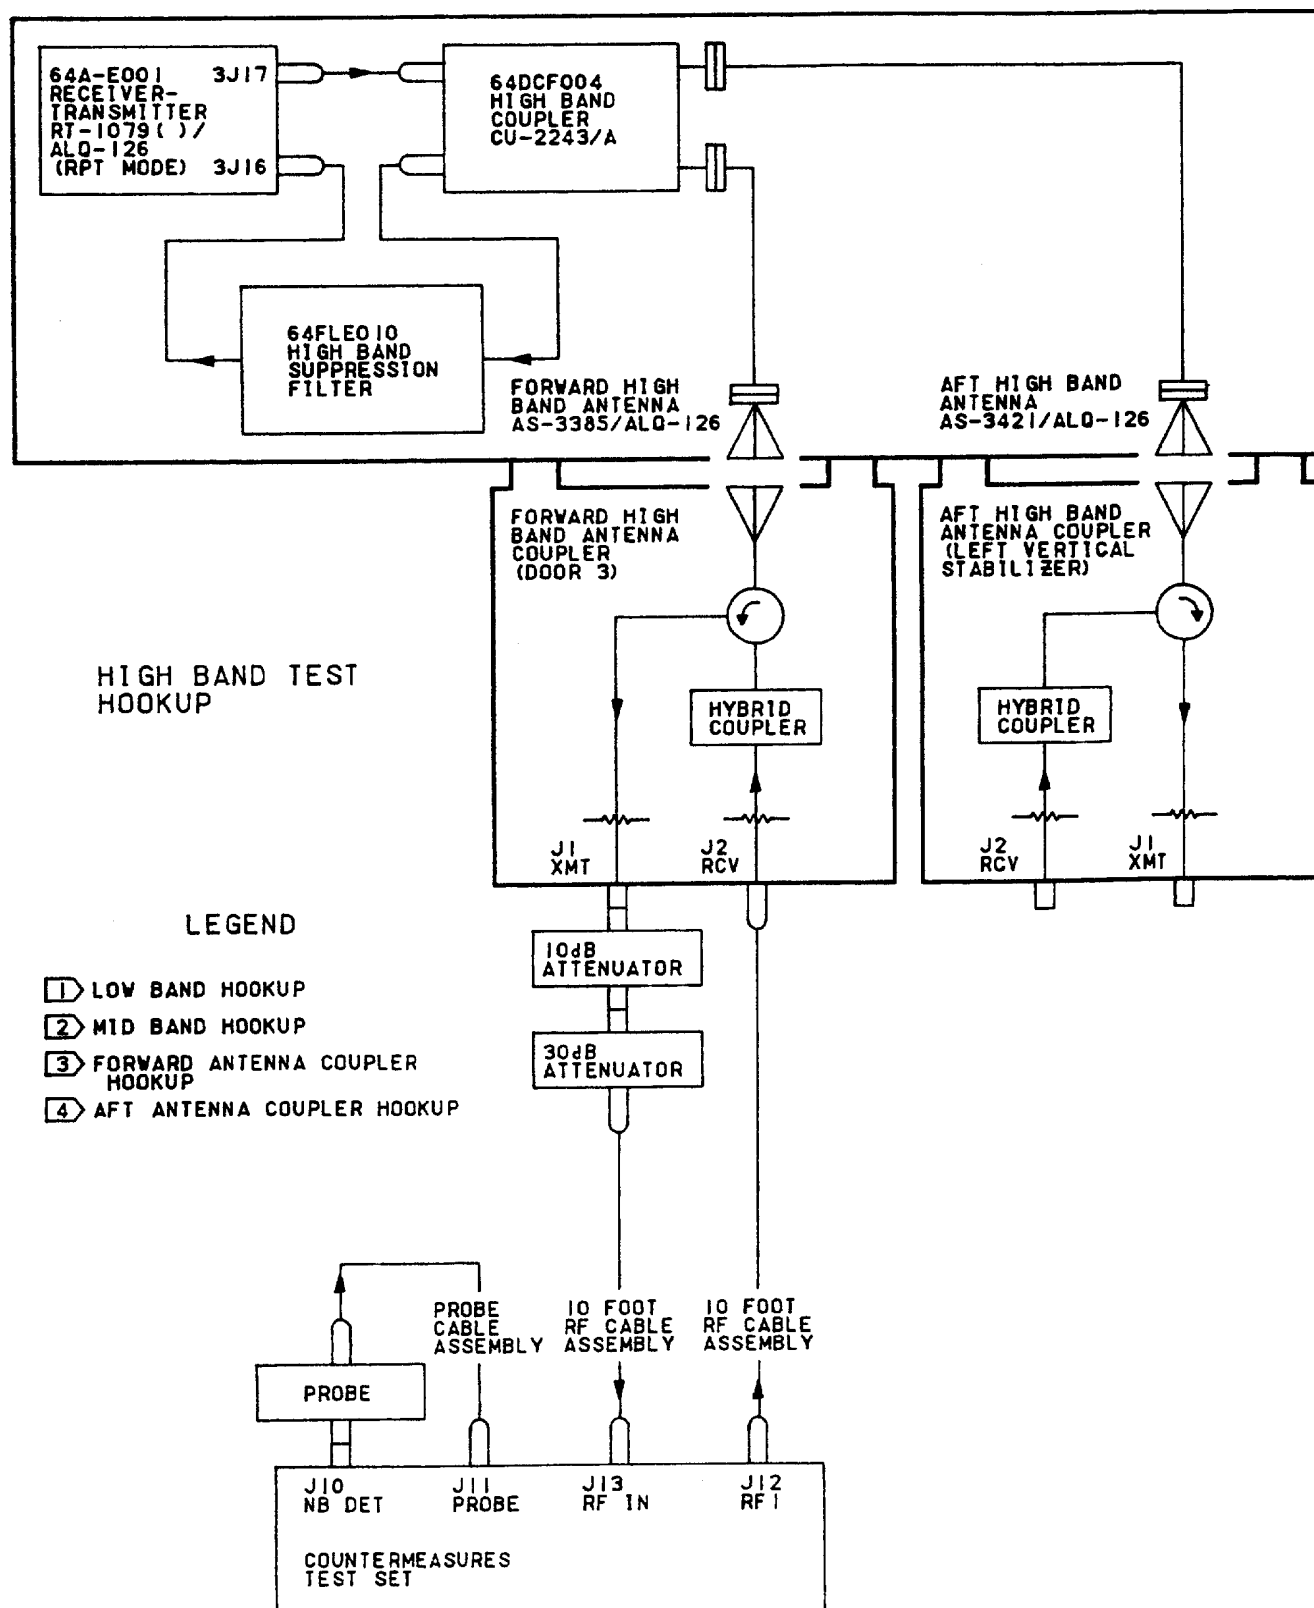 64A-E001 3J17
RECEIVER-
TRANSMITTER
RT-1079( )/
ALQ-126
(RPT MODE) 3J16
64DCF004
HIGH BAND
COUPLER
CU-2243/A
64FLE010
HIGH BAND
SUPPRESSION
FILTER
FORWARD HIGH
BAND ANTENNA
AS-3385/ALQ-126
AFT HIGH BAND
ANTENNA
AS-3421/ALQ-126
FORWARD HIGH
BAND ANTENNA
COUPLER
(DOOR 3)
AFT HIGH BAND
ANTENNA COUPLER
(LEFT VERTICAL
STABILIZER)
HIGH BAND TEST
HOOKUP
HYBRID
COUPLER
HYBRID
COUPLER
J1
XMT
J2
RCV
J2
RCV
J1
XMT
LEGEND
1 LOW BAND HOOKUP
2 MID BAND HOOKUP
3 FORWARD ANTENNA COUPLER
HOOKUP
4 AFT ANTENNA COUPLER HOOKUP
10dB
ATTENUATOR
30dB
ATTENUATOR
PROBE
CABLE
ASSEMBLY
10 FOOT
RF CABLE
ASSEMBLY
10 FOOT
RF CABLE
ASSEMBLY
PROBE
J10
NB DET
J11
PROBE
J13
RF IN
J12
RF1
COUNTERMEASURES
TEST SET